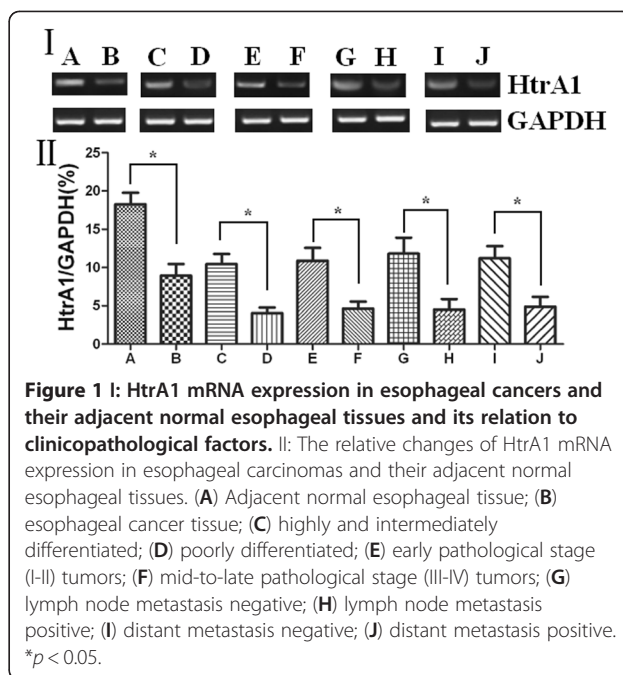 I
A B C D E F G H I J
HtrA1
GAPDH
II
25
20
15
10
5
0
HtrA1/GAPDH(%)
* * * * *
A B C D E F G H I J
Figure 1 I: HtrA1 mRNA expression in esophageal cancers and
their adjacent normal esophageal tissues and its relation to
clinicopathological factors. II: The relative changes of HtrA1 mRNA
expression in esophageal carcinomas and their adjacent normal
esophageal tissues. (A) Adjacent normal esophageal tissue; (B)
esophageal cancer tissue; (C) highly and intermediately
differentiated; (D) poorly differentiated; (E) early pathological stage
(I-II) tumors; (F) mid-to-late pathological stage (III-IV) tumors; (G)
lymph node metastasis negative; (H) lymph node metastasis
positive; (I) distant metastasis negative; (J) distant metastasis positive.
*p < 0.05.